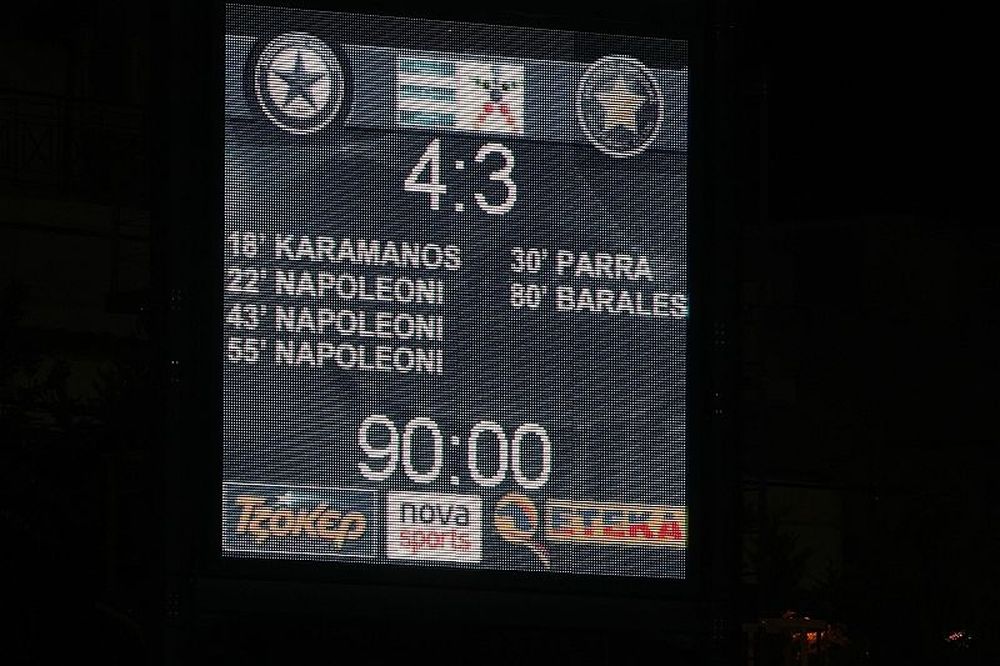 4:3
18' KARAMANOS
30' PARRA
22' NAPOLEONI
80' BARALES
43' NAPOLEONI
55' NAPOLEONI
90:00
Τζόκερ
nova
sports